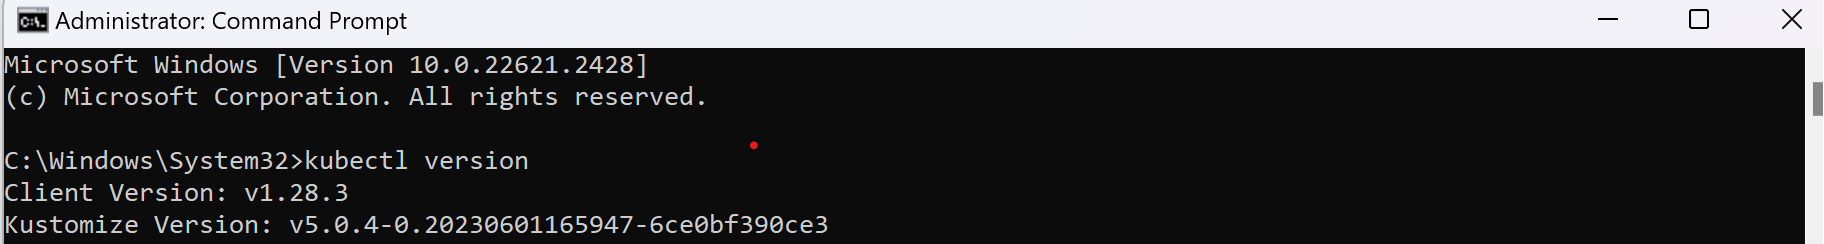 Administrator: Command Prompt
Microsoft Windows [Version 10.0.22621.2428]
(c) Microsoft Corporation. All rights reserved.
C:\Windows\System32>kubectl version
Client Version: v1.28.3
Kustomize Version: v5.0.4-0.20230601165947-6ce0bf390ce3